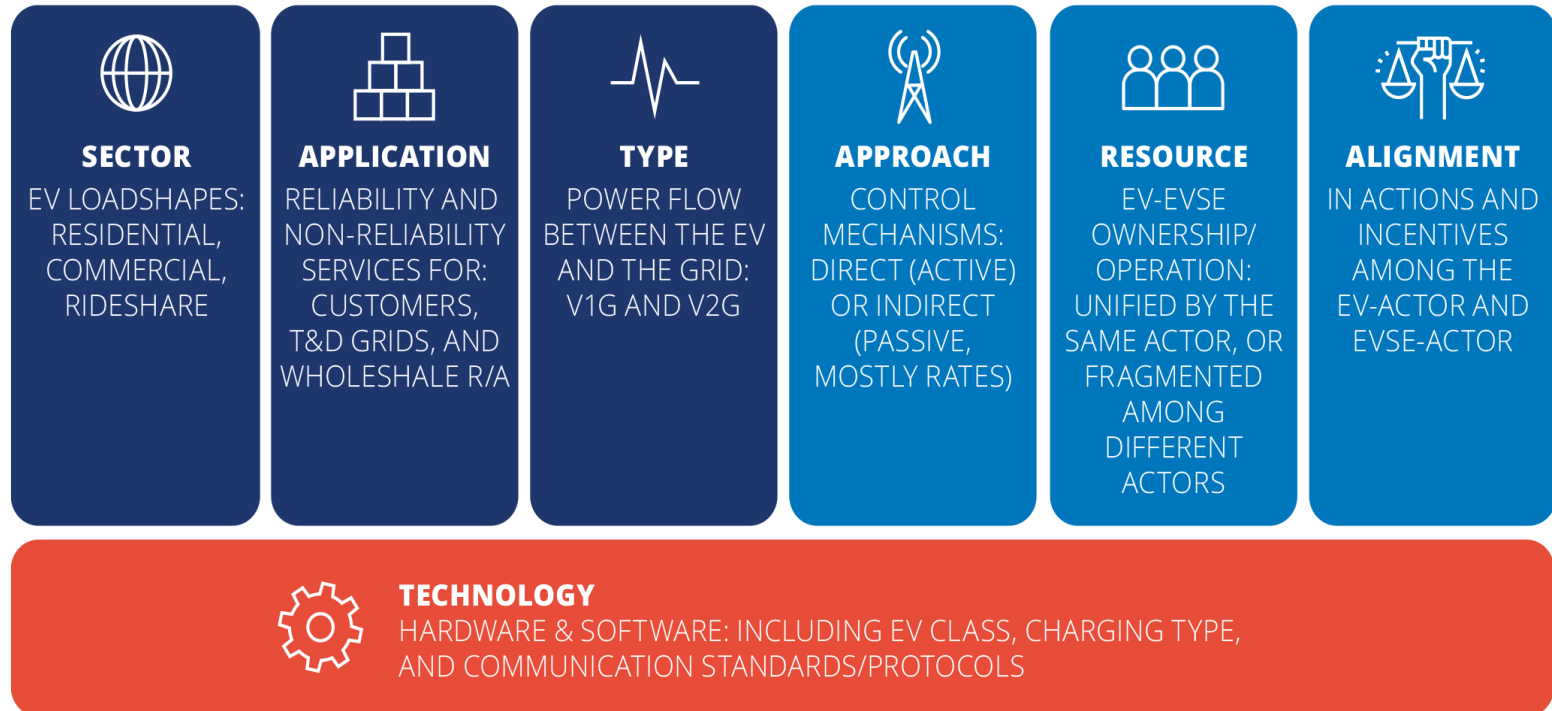 SECTOR
EV LOADSHAPES:
RESIDENTIAL,
COMMERCIAL,
RIDESHARE
APPLICATION
RELIABILITY AND
NON-RELIABILITY
SERVICES FOR:
CUSTOMERS,
T&D GRIDS, AND
WHOLESHALE R/A
TYPE
POWER FLOW
BETWEEN THE EV
AND THE GRID:
V1G AND V2G
APPROACH
CONTROL
MECHANISMS:
DIRECT (ACTIVE)
OR INDIRECT
(PASSIVE,
MOSTLY RATES)
RESOURCE
EV-EVSE
OWNERSHIP/
OPERATION:
UNIFIED BY THE
SAME ACTOR, OR
FRAGMENTED
AMONG
DIFFERENT
ACTORS
ALIGNMENT
IN ACTIONS AND
INCENTIVES
AMONG THE
EV-ACTOR AND
EVSE-ACTOR
TECHNOLOGY
HARDWARE & SOFTWARE: INCLUDING EV CLASS, CHARGING TYPE,
AND COMMUNICATION STANDARDS/PROTOCOLS